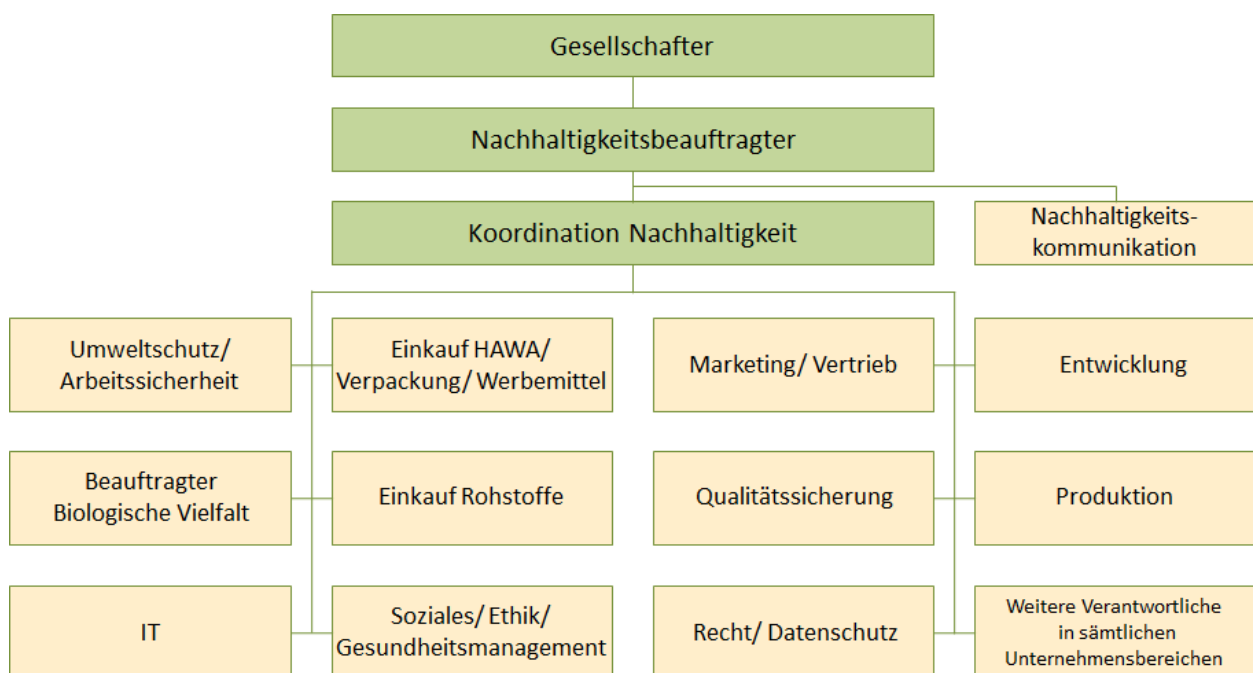 Gesellschafter
Nachhaltigkeitsbeauftragter
Koordination Nachhaltigkeit
Nachhaltigkeits-
kommunikation
Umweltschutz/
Arbeitssicherheit
Einkauf HAWA/
Verpackung/ Werbemittel
Marketing/ Vertrieb
Entwicklung
Beauftragter
Biologische Vielfalt
Einkauf Rohstoffe
Qualitätssicherung
Produktion
IT
Soziales/ Ethik/
Gesundheitsmanagement
Recht/ Datenschutz
Weitere Verantwortliche
in sämtlichen
Unternehmensbereichen